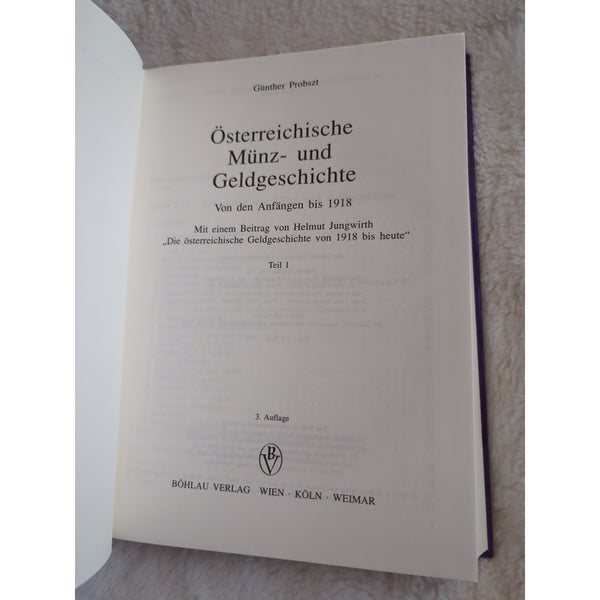 Günther Probszt
Österreichische
Münz- und
Geldgeschichte
Von den Anfängen bis 1918
Mit einem Beitrag von Helmut Jungwirth
„Die österreichische Geldgeschichte von 1918 bis heute“
Teil 1
3. Auflage
BV
BÖHLAU VERLAG WIEN · KÖLN · WEIMAR